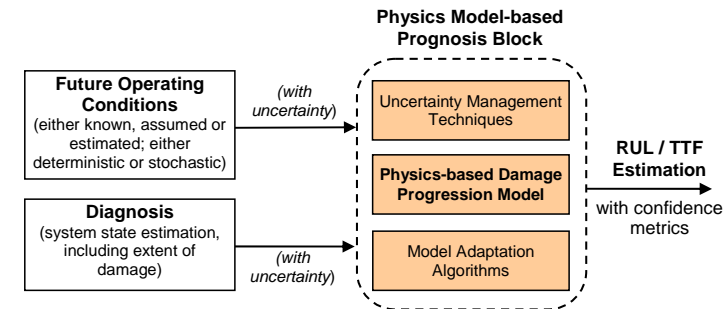 Physics Model-based
Prognosis Block
Future Operating
Conditions
(either known, assumed or
estimated; either
deterministic or stochastic)
(with
uncertainty)
Uncertainty Management
Techniques
Physics-based Damage
Progression Model
Model Adaptation
Algorithms
Diagnosis
(system state estimation,
including extent of
damage)
(with
uncertainty)
RUL / TTF
Estimation
with confidence
metrics